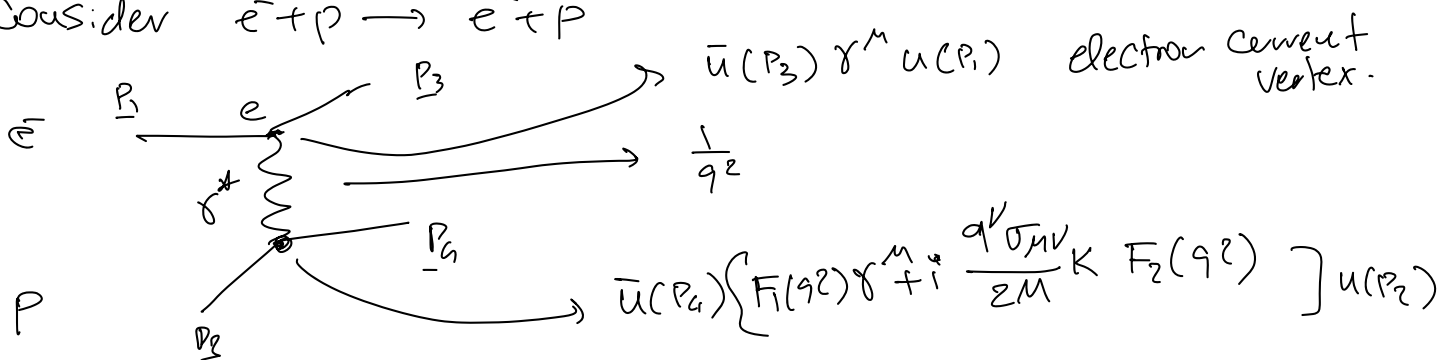 Consider e⁻ + p ⟶ e⁻ + p
ū(P₃) γ^μ u(P₁) electron current vertex.
P₁ e P₃
e⁻
1/q²
γ*
P₄
ū(P₄) { F₁(q²) γ^μ + i q^ν σ_μν / 2M K F₂(q²) ] u(P₂)
P
P₂